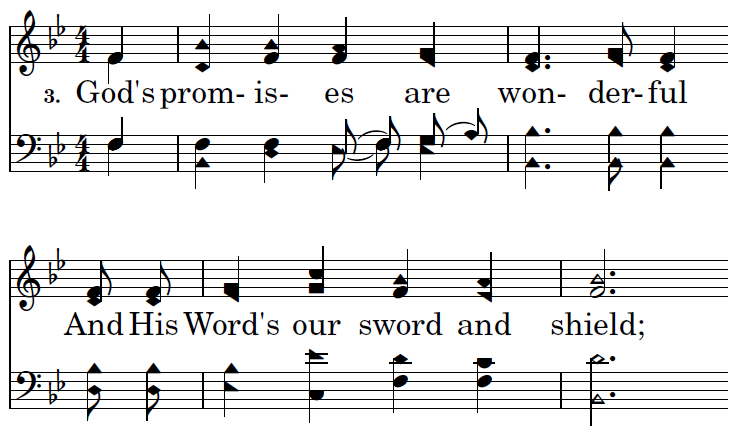 3. God's prom- is- es are won- der- ful
And His Word's our sword and shield;